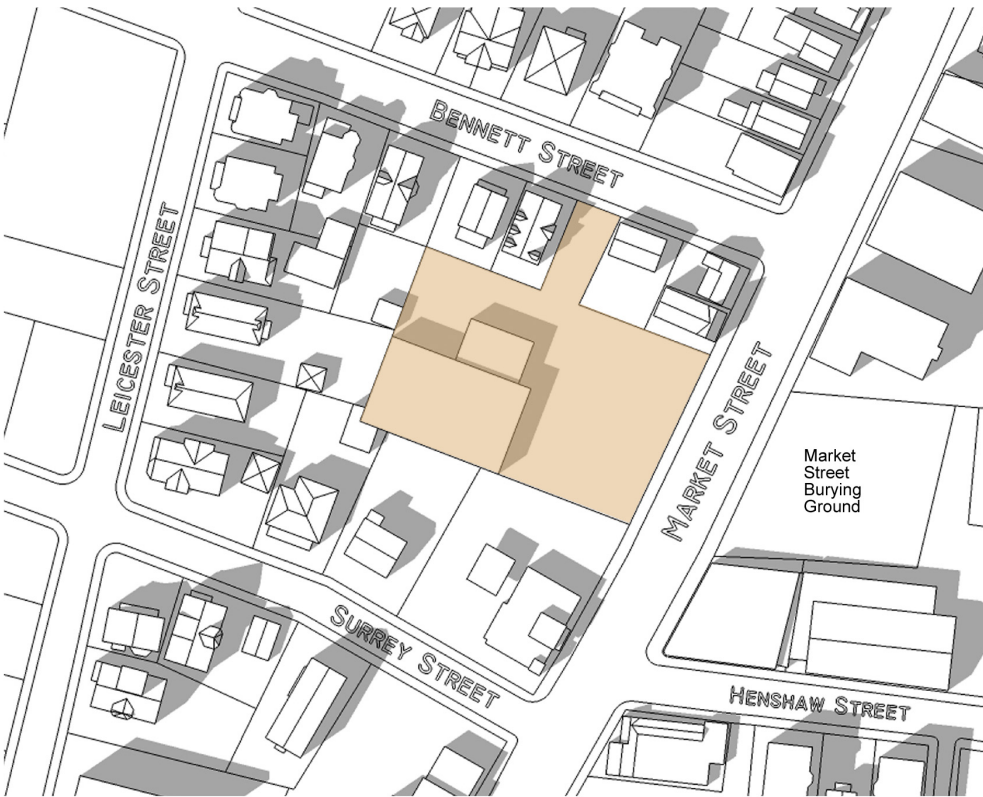 BENNETT STREET
LEICESTER STREET
MARKET STREET
Market
Street
Burying
Ground
SURREY STREET
HENSHAW STREET